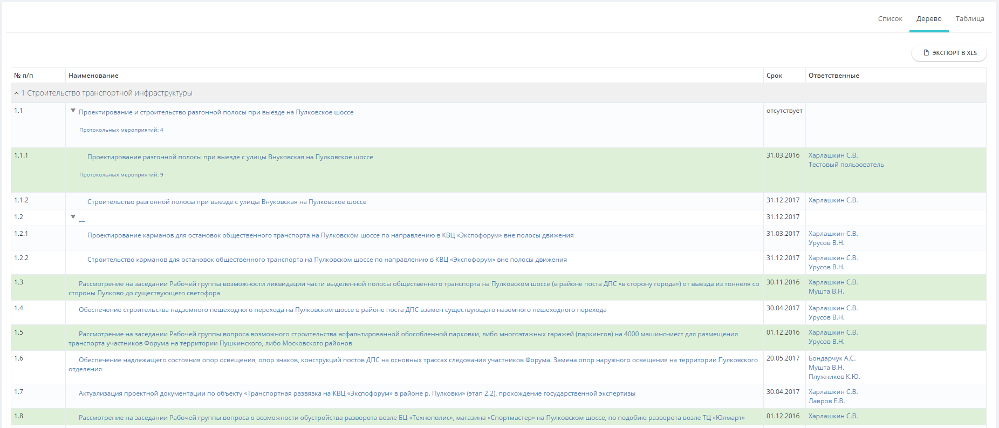 Список Дерево Таблица
ЭКСПОРТ В XLS
№ п/п Наименование Срок Ответственные
1 Строительство транспортной инфраструктуры
1.1 Проектирование и строительство разгонной полосы при выезде на Пулковское шоссе отсутствует
Протокольных мероприятий: 4
1.1.1 Проектирование разгонной полосы при выезде с улицы Внуковская на Пулковское шоссе 31.03.2016 Харлашкин С.В.
Тестовый пользователь
Протокольных мероприятий: 9
1.1.2 Строительство разгонной полосы при выезде с улицы Внуковская на Пулковское шоссе 31.12.2017 Харлашкин С.В.
1.2 __ 31.12.2017
1.2.1 Проектирование карманов для остановок общественного транспорта на Пулковском шоссе по направлению в КВЦ «Экспофорум» вне полосы движения 31.03.2017 Харлашкин С.В.
Урусов В.Н.
1.2.2 Строительство карманов для остановок общественного транспорта на Пулковском шоссе по направлению в КВЦ «Экспофорум» вне полосы движения 31.12.2017 Харлашкин С.В.
Урусов В.Н.
1.3 Рассмотрение на заседании Рабочей группы возможности ликвидации части выделенной полосы общественного транспорта на Пулковском шоссе (в районе поста ДПС «в сторону города») от выезда из тоннеля со 30.11.2016 Харлашкин С.В.
стороны Пулково до существующего светофора Мушта В.Н.
1.4 Обеспечение строительства надземного пешеходного перехода на Пулковском шоссе в районе поста ДПС взамен существующего наземного пешеходного перехода 30.04.2017 Харлашкин С.В.
Урусов В.Н.
1.5 Рассмотрение на заседании Рабочей группы вопроса возможного строительства асфальтированной обособленной парковки, либо многоэтажных гаражей (паркингов) на 4000 машино-мест для размещения 01.12.2016 Харлашкин С.В.
транспорта участников Форума на территории Пушкинского, либо Московского районов Урусов В.Н.
1.6 Обеспечение надлежащего состояния опор освещения, опор знаков, конструкций постов ДПС на основных трассах следования участников Форума. Замена опор наружного освещения на территории Пулковского 20.05.2017 Бондарчук А.С.
отделения Мушта В.Н.
Плужников К.Ю.
1.7 Актуализация проектной документации по объекту «Транспортная развязка на КВЦ «Экспофорум» в районе р. Пулковки» (этап 2.2), прохождение государственной экспертизы 30.04.2017 Харлашкин С.В.
Лавров Е.В.
1.8 Рассмотрение на заседании Рабочей группы вопроса о возможности обустройства разворота возле БЦ «Технополис», магазина «Спортмастер» на Пулковском шоссе, по подобию разворота возле ТЦ «Юлмарт» 01.12.2016 Харлашкин С.В.